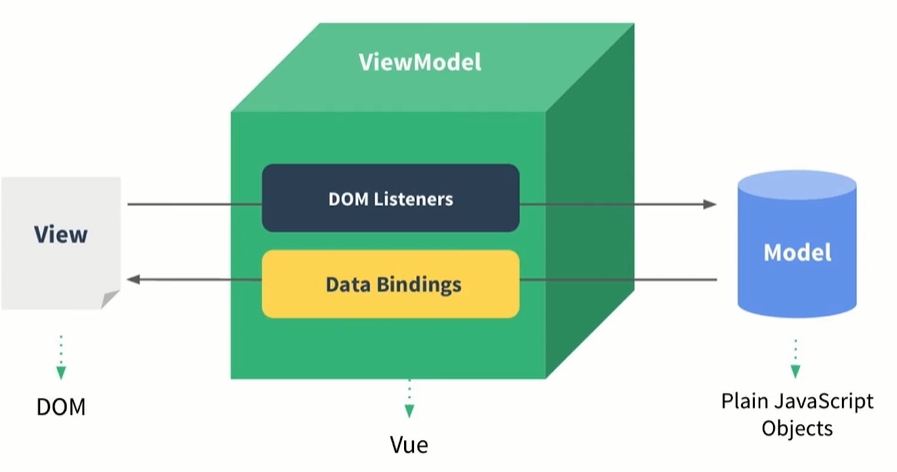 ViewModel
DOM Listeners
View
Data Bindings
Model
DOM
Vue
Plain JavaScript
Objects